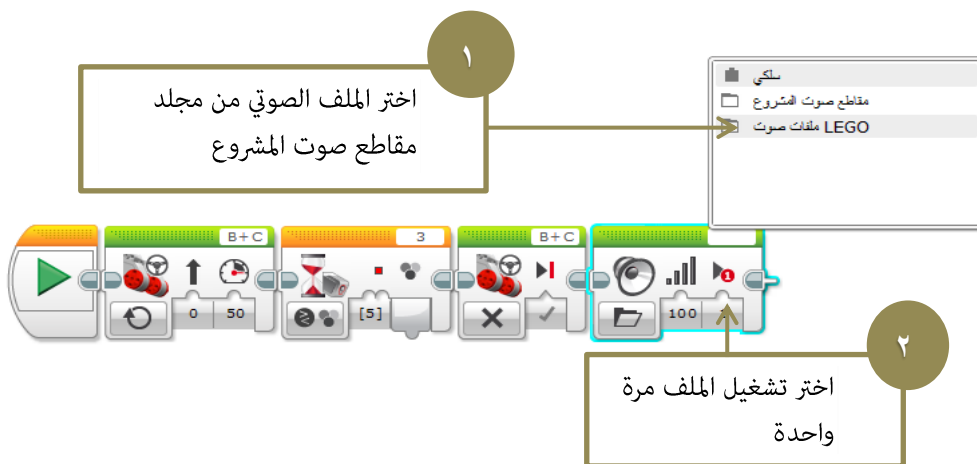 ١
اختر الملف الصوتي من مجلد
مقاطع صوت المشروع
سلكي
مقاطع صوت المشروع
LEGO ملفات صوت
B+C
3
B+C
0
50
[5]
100
٢
اختر تشغيل الملف مرة
واحدة